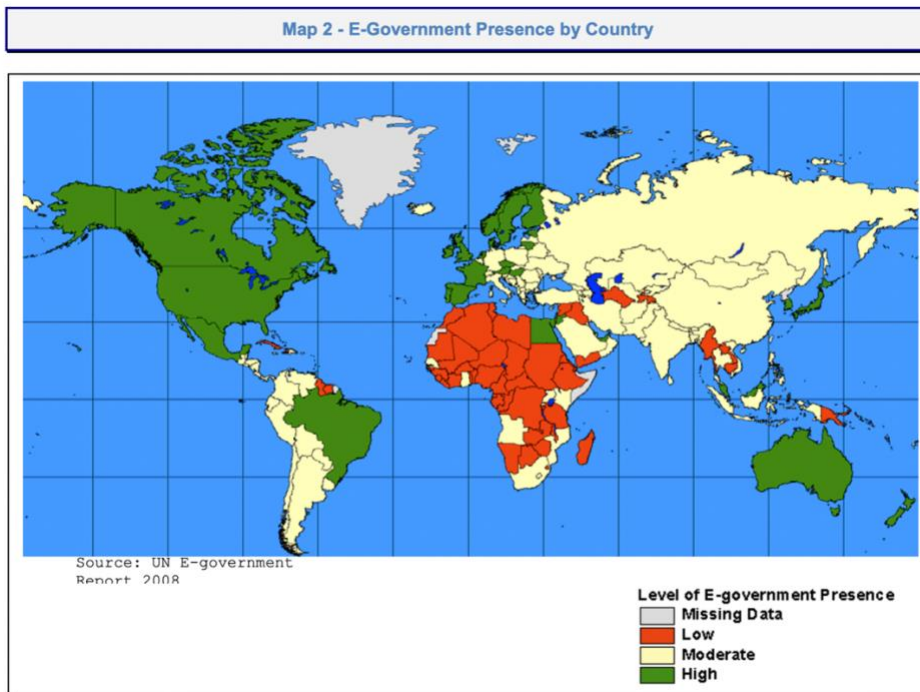 Map 2 - E-Government Presence by Country
Source: UN E-government
Report 2008
Level of E-government Presence
Missing Data
Low
Moderate
High